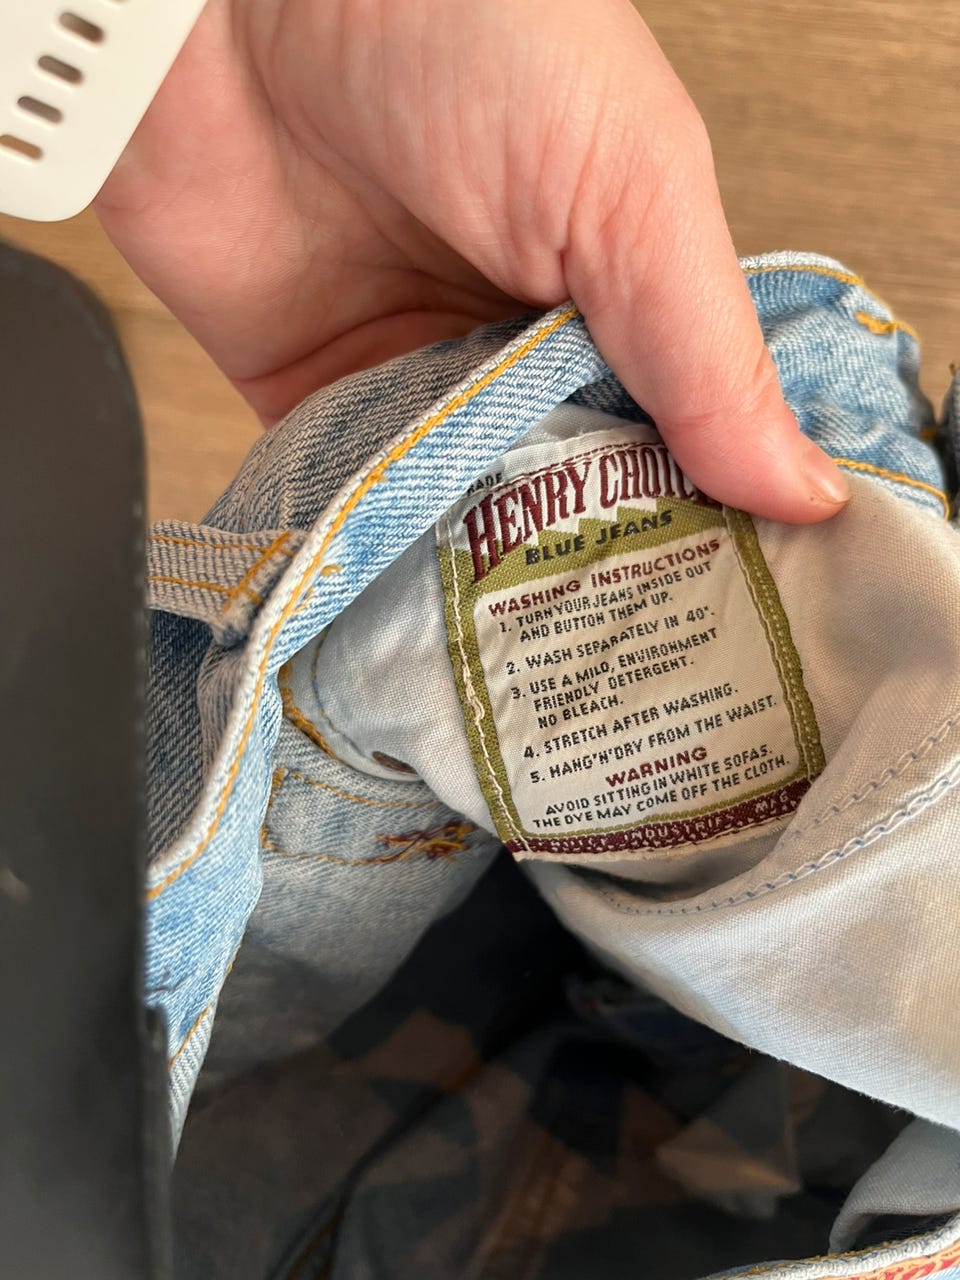 HENRY CHOIC
BLUE JEANS
WASHING INSTRUCTIONS
1. TURN YOUR JEANS INSIDE OUT
AND BUTTON THEM UP.
2. WASH SEPARATELY IN 40°.
3. USE A MILD, ENVIRONMENT
FRIENDLY DETERGENT.
NO BLEACH.
4. STRETCH AFTER WASHING.
5. HANG'N'DRY FROM THE WAIST.
WARNING
AVOID SITTING IN WHITE SOFAS.
THE DYE MAY COME OFF THE CLOTH.